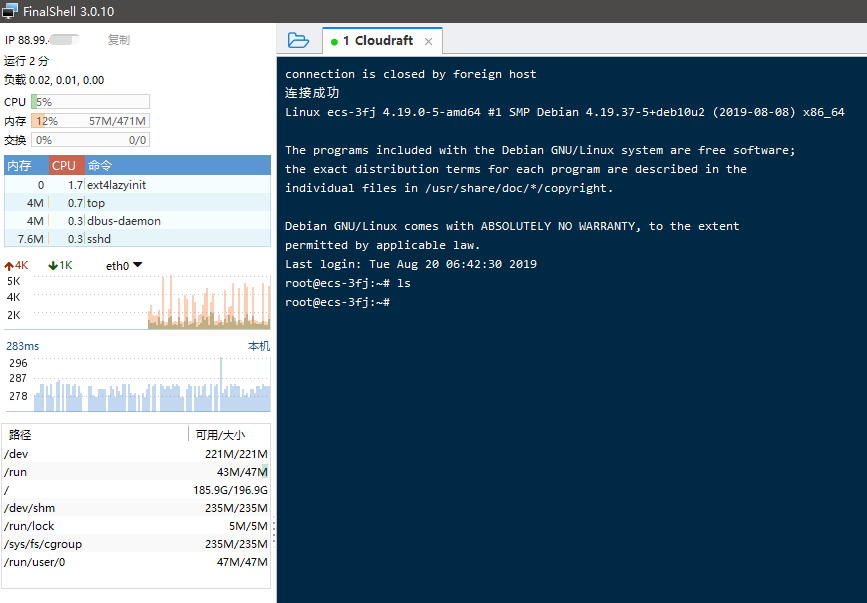 FinalShell 3.0.10
IP 88.99. 复制
运行 2 分
负载 0.02, 0.01, 0.00
CPU 5%
内存 12% 57M/471M
交换 0% 0/0
内存 CPU 命令
0 1.7 ext4lazyinit
4M 0.7 top
4M 0.3 dbus-daemon
7.6M 0.3 sshd
4K 1K eth0
5K
4K
2K
283ms 本机
296
287
278
路径 可用/大小
/dev 221M/221M
/run 43M/47M
/ 185.9G/196.9G
/dev/shm 235M/235M
/run/lock 5M/5M
/sys/fs/cgroup 235M/235M
/run/user/0 47M/47M
1 Cloudraft
connection is closed by foreign host
连接成功
Linux ecs-3fj 4.19.0-5-amd64 #1 SMP Debian 4.19.37-5+deb10u2 (2019-08-08) x86_64
The programs included with the Debian GNU/Linux system are free software;
the exact distribution terms for each program are described in the
individual files in /usr/share/doc/*/copyright.
Debian GNU/Linux comes with ABSOLUTELY NO WARRANTY, to the extent
permitted by applicable law.
Last login: Tue Aug 20 06:42:30 2019
root@ecs-3fj:~# ls
root@ecs-3fj:~#